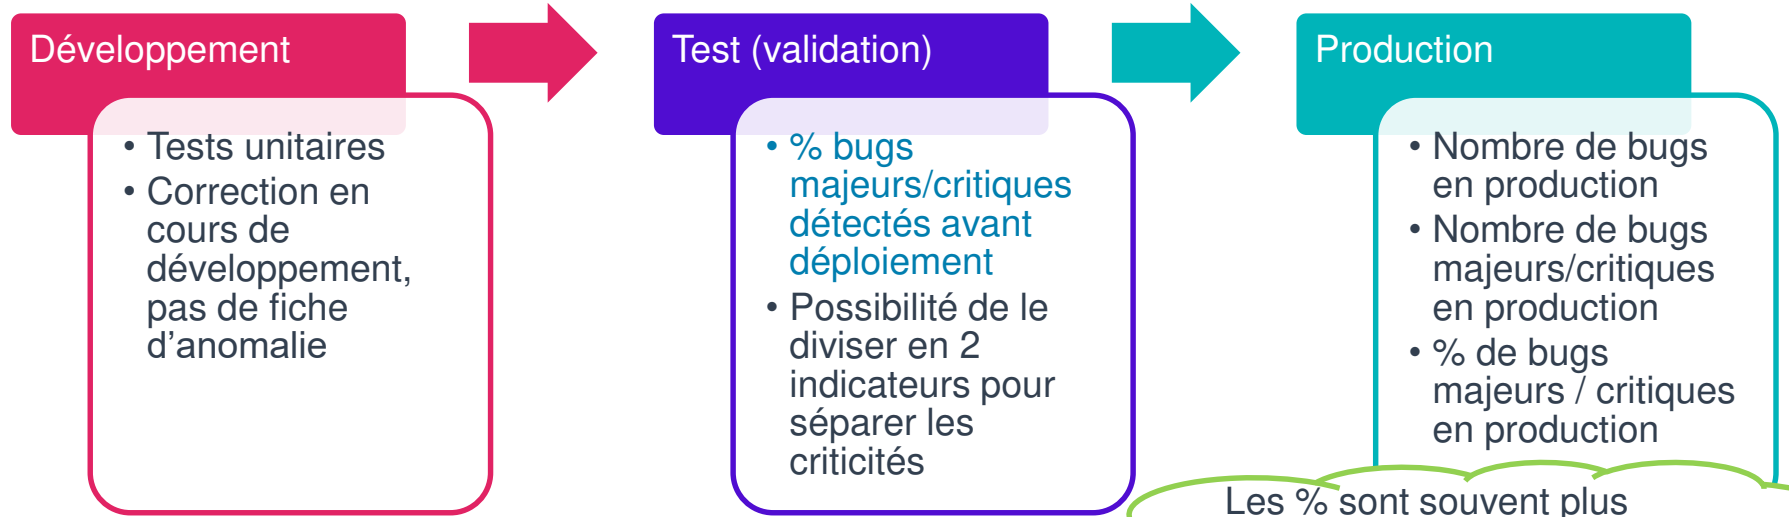 Développement
• Tests unitaires
• Correction en
cours de
développement,
pas de fiche
d’anomalie
Test (validation)
• % bugs
majeurs/critiques
détectés avant
déploiement
• Possibilité de le
diviser en 2
indicateurs pour
séparer les
criticités
Production
• Nombre de bugs
en production
• Nombre de bugs
majeurs/critiques
en production
• % de bugs
majeurs / critiques
en production
Les % sont souvent plus